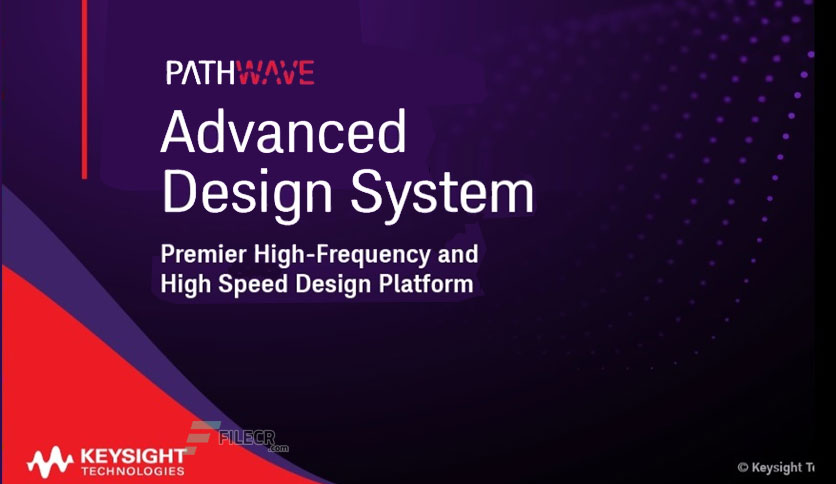 PATHWAVE
Advanced
Design System
Premier High-Frequency and
High Speed Design Platform
FILECR
.com
KEYSIGHT
TECHNOLOGIES
© Keysight